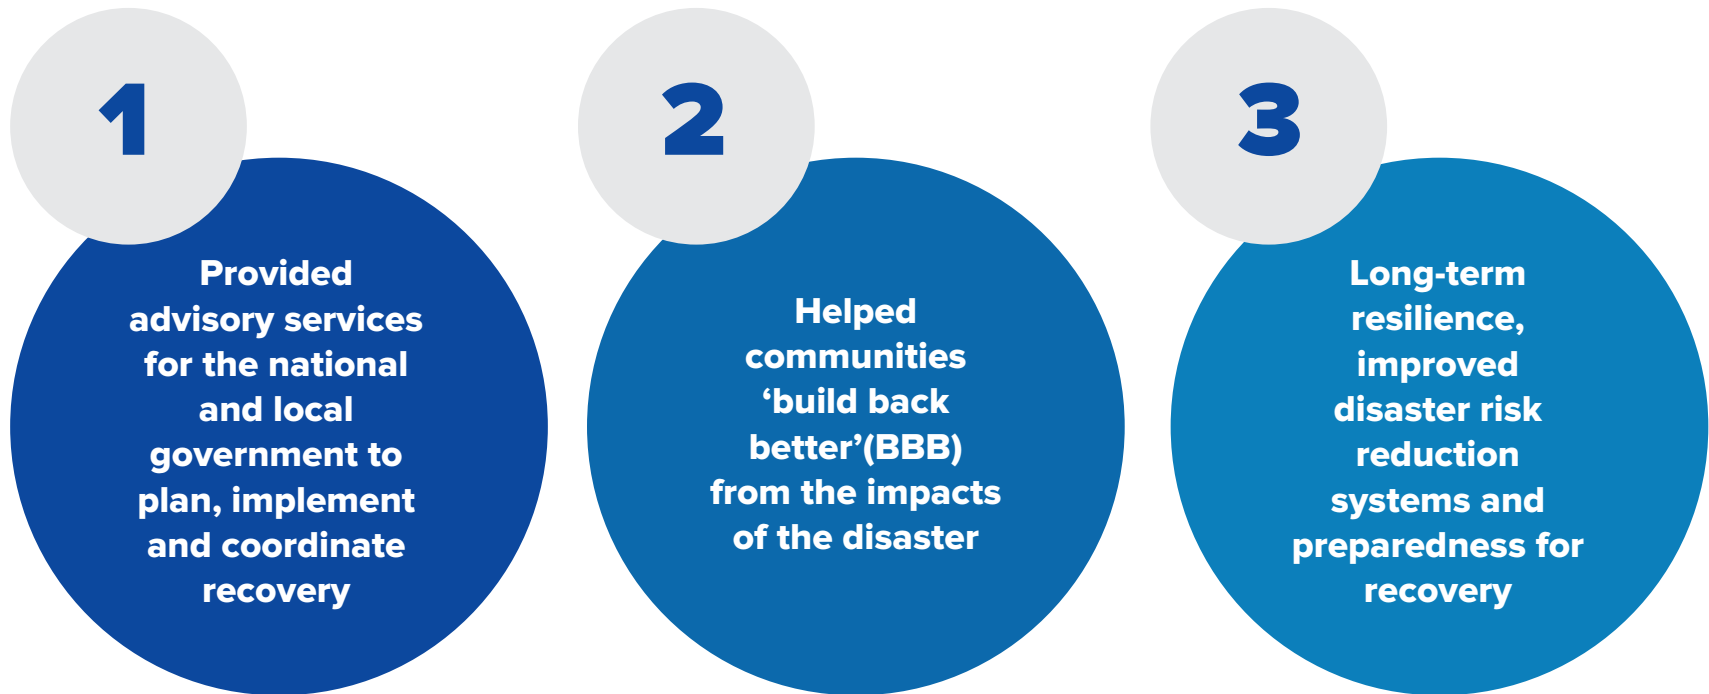 1
Provided
advisory services
for the national
and local
government to
plan, implement
and coordinate
recovery
2
Helped
communities
‘build back
better’(BBB)
from the impacts
of the disaster
3
Long-term
resilience,
improved
disaster risk
reduction
systems and
preparedness for
recovery